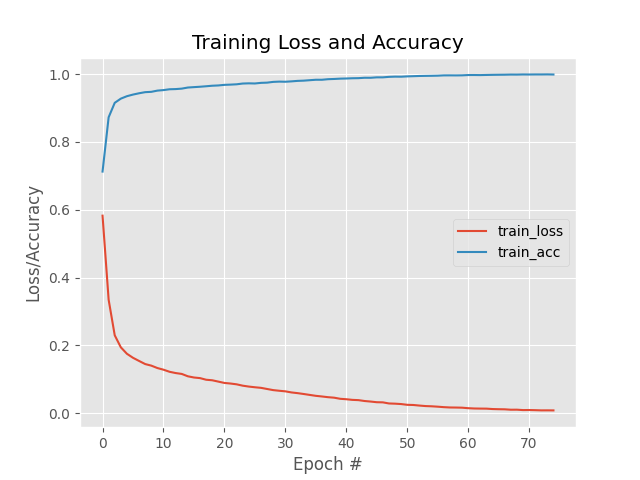 Training Loss and Accuracy
1.0
0.8
0.6
0.4
0.2
0.0
Loss/Accuracy
train_loss
train_acc
0 10 20 30 40 50 60 70
Epoch #